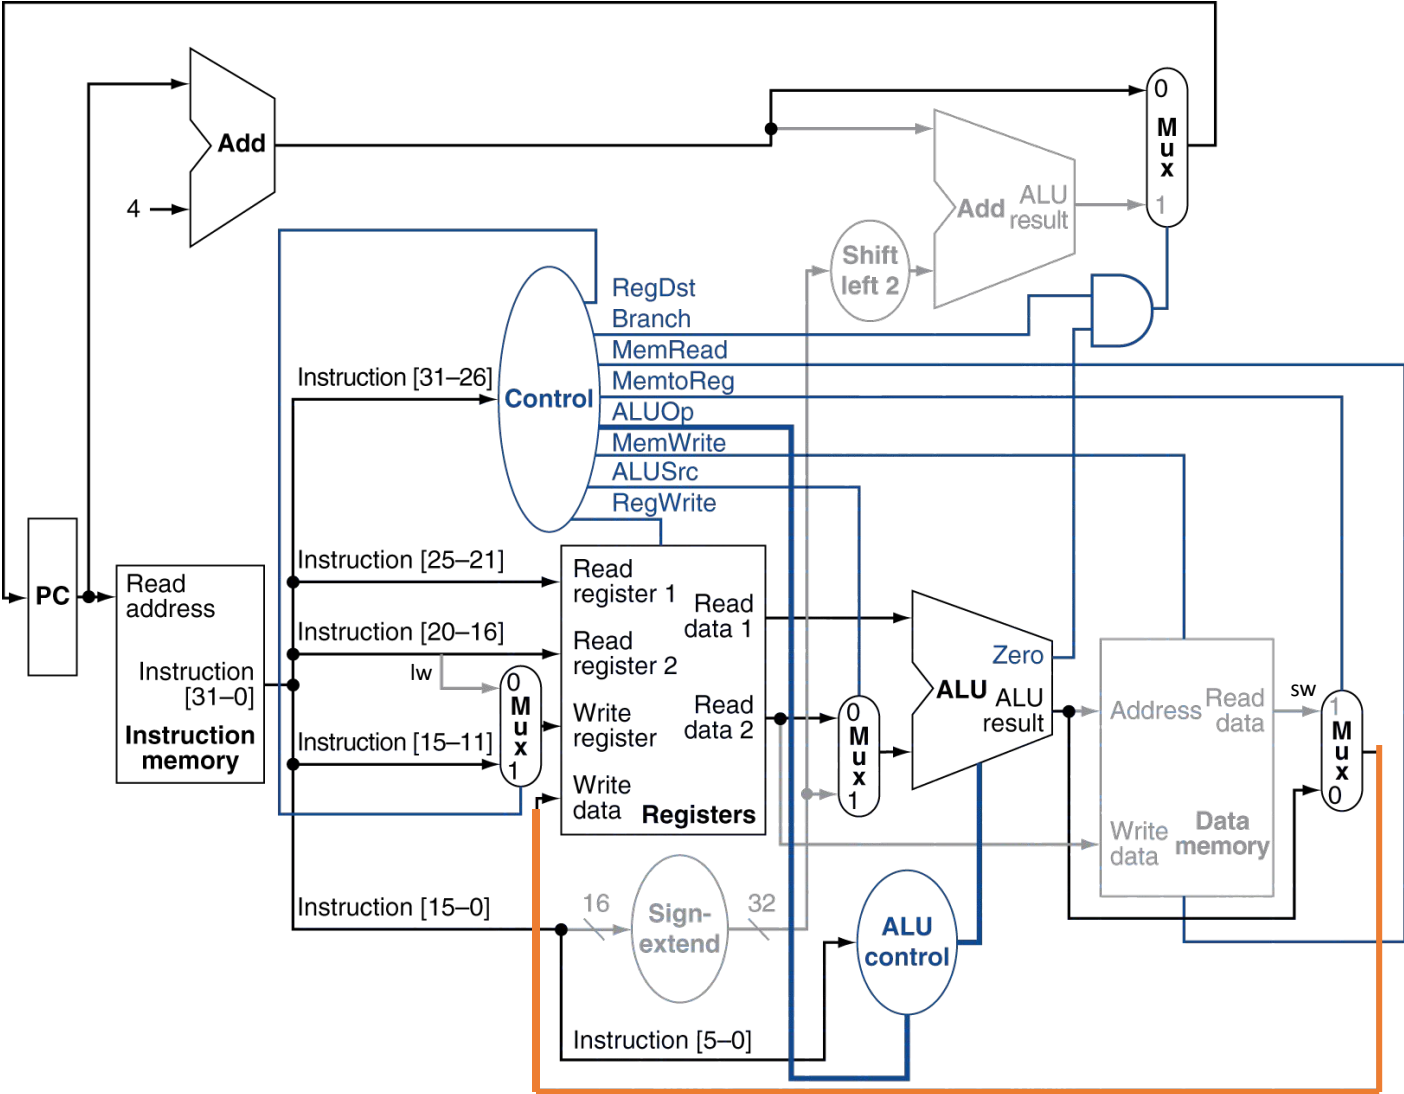 0
M
u
x
1
Add
4
Add
ALU
result
Shift
left 2
RegDst
Branch
MemRead
MemtoReg
ALUOp
MemWrite
ALUSrc
RegWrite
Control
Instruction [31–26]
Instruction [25–21]
Instruction [20–16]
lw
Instruction [15–11]
Instruction [15–0]
Instruction [5–0]
PC
Read
address
Instruction
[31–0]
Instruction
memory
0
M
u
x
1
Read
register 1
Read
register 2
Write
register
Write
data
Read
data 1
Read
data 2
Registers
16
Sign-
extend
32
0
M
u
x
1
Zero
ALU
ALU
result
ALU
control
Address
Read
data
Write
data
Data
memory
sw
1
M
u
x
0